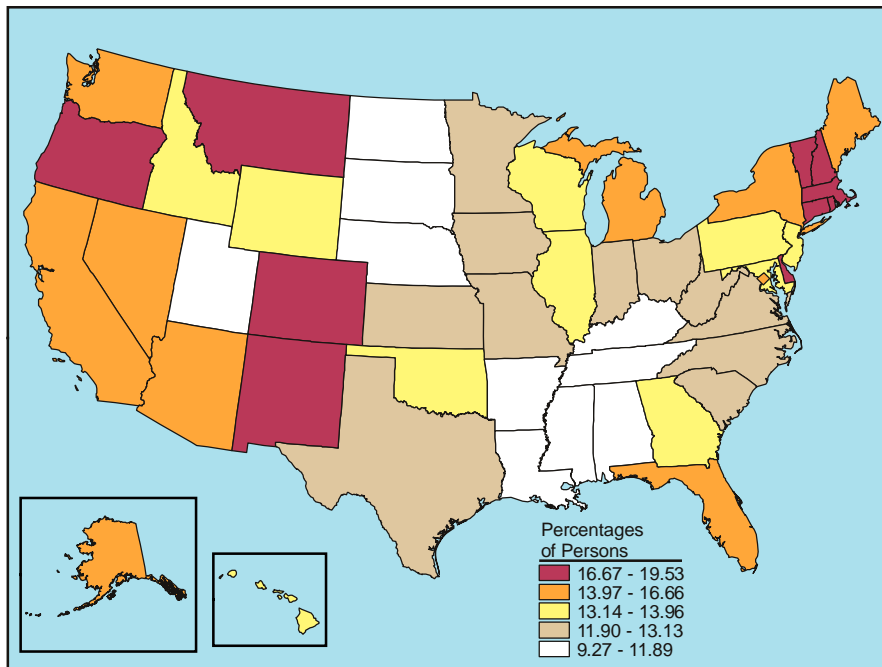 Percentages
of Persons
16.67 - 19.53
13.97 - 16.66
13.14 - 13.96
11.90 - 13.13
9.27 - 11.89